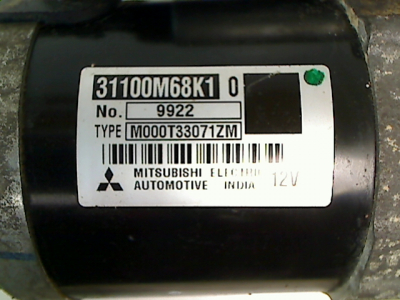 31100M68K1 0
No. 9922
TYPE M000T33071ZM
MITSUBISHI ELECTRIC
AUTOMOTIVE INDIA 12V